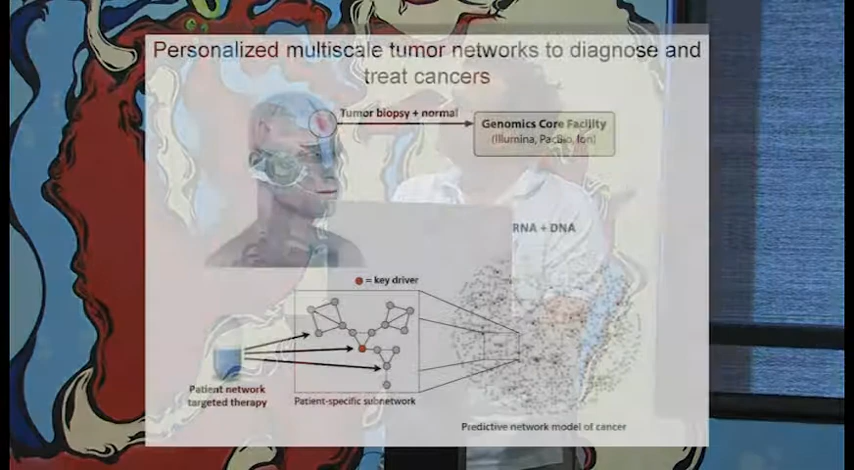 Personalized multiscale tumor networks to diagnose and
treat cancers
Tumor biopsy + normal
Genomics Core Facility
(Illumina, PacBio, Ion)
RNA + DNA
= key driver
Patient network
targeted therapy
Patient-specific subnetwork
Predictive network model of cancer